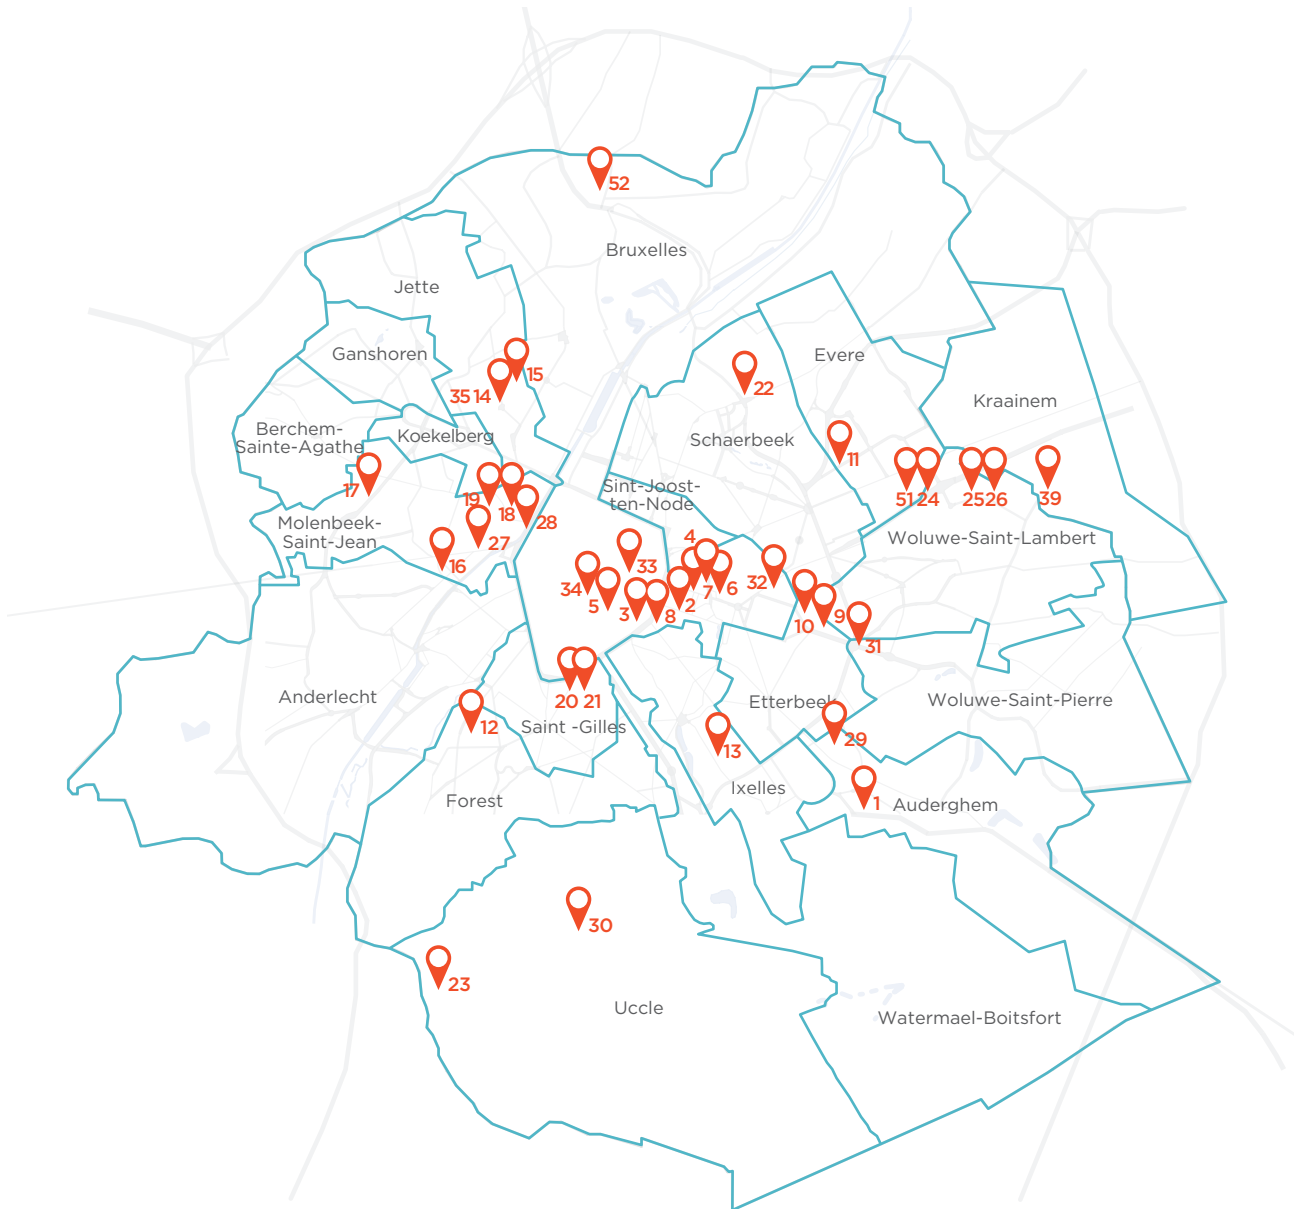 52
Bruxelles
Jette
Ganshoren
15
35 14
Evere
22
Kraainem
Berchem-
Sainte-Agathe
Koekelberg
Schaerbeek
11
17
19
18
28
Sint-Joost-
ten-Node
51
24
25
26
39
Molenbeek-
Saint-Jean
27
16
Woluwe-Saint-Lambert
4
33
34
5
3
8
2
7
6
32
10
9
31
Anderlecht
20
21
12
Saint -Gilles
Etterbeek
Woluwe-Saint-Pierre
13
29
Forest
Ixelles
1
Auderghem
30
23
Uccle
Watermael-Boitsfort